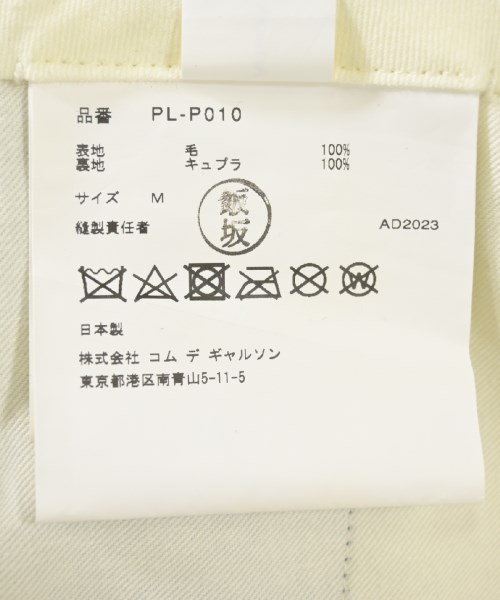 品番 PL-P010
表地 毛 100%
裏地 キュプラ 100%
サイズ M
飯坂
縫製責任者 AD2023
W
日本製
株式会社 コム デ ギャルソン
東京都港区南青山5-11-5